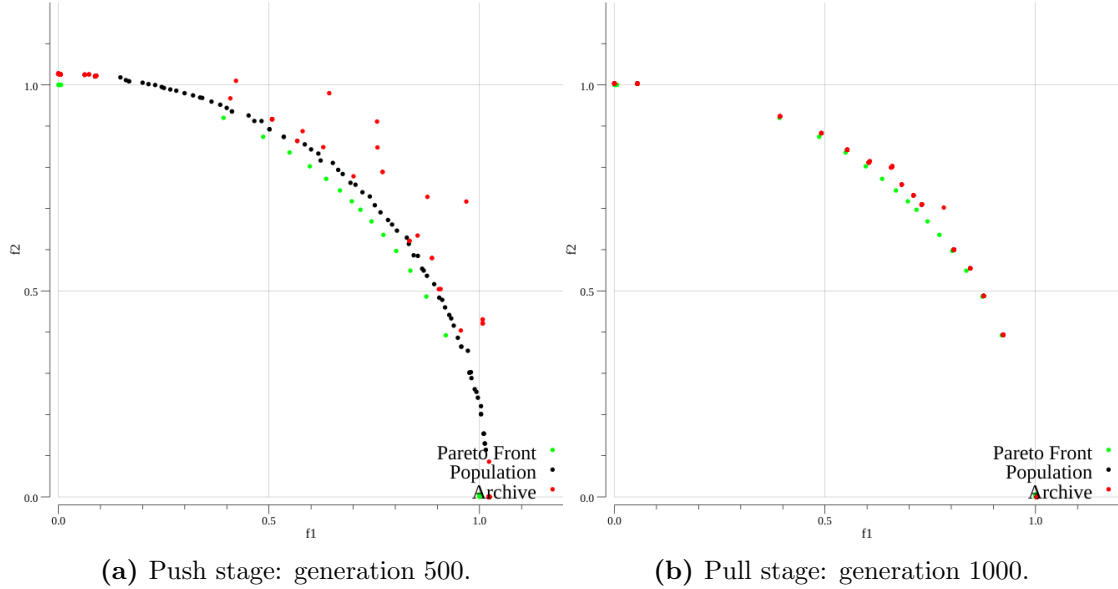 1.0
0.5
0.0
f2
Pareto Front
Population
Archive
0.0
0.5
1.0
f1
(a) Push stage: generation 500.
1.0
0.5
0.0
f2
Pareto Front
Population
Archive
0.0
0.5
1.0
f1
(b) Pull stage: generation 1000.